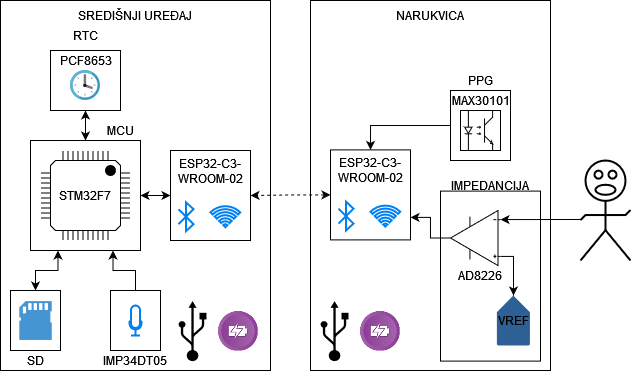 SREDIŠNJI UREĐAJ
RTC
PCF8653
MCU
STM32F7
ESP32-C3-
WROOM-02
SD
IMP34DT05
NARUKVICA
PPG
MAX30101
ESP32-C3-
WROOM-02
IMPEDANCIJA
AD8226
VREF